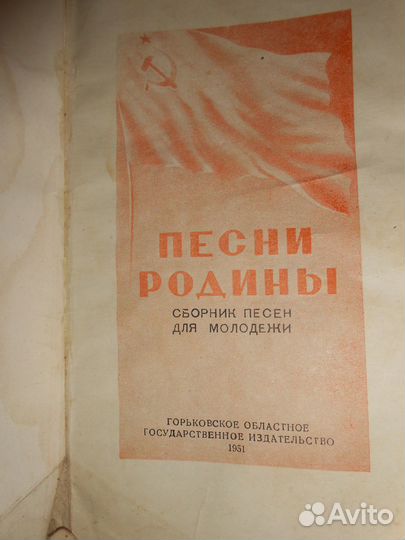 ПЕСНИ
РОДИНЫ
СБОРНИК ПЕСЕН
ДЛЯ МОЛОДЕЖИ
ГОРЬКОВСКОЕ ОБЛАСТНОЕ
ГОСУДАРСТВЕННОЕ ИЗДАТЕЛЬСТВО
1951
Avito